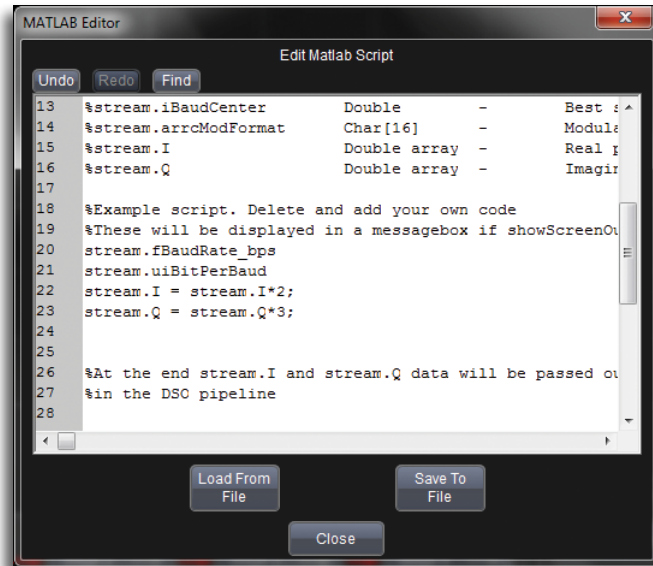 MATLAB Editor
Edit Matlab Script
Undo Redo Find
13 %stream.iBaudCenter Double - Best
14 %stream.arrcModFormat Char[16] -
15 %stream.I Double array - Real
16 %stream.Q Double array -
17
18 %Example script. Delete and add your own code
19 %These will be displayed in a messagebox if
20 stream.fBaudRate_bps
21 stream.uiBitPerBaud
22 stream.I = stream.I*2;
23 stream.Q = stream.Q*3;
24
25
26 %At the end stream.I and stream.Q data will be passed
27 %in the DSO pipeline
28
Load From File
Save To File
Close